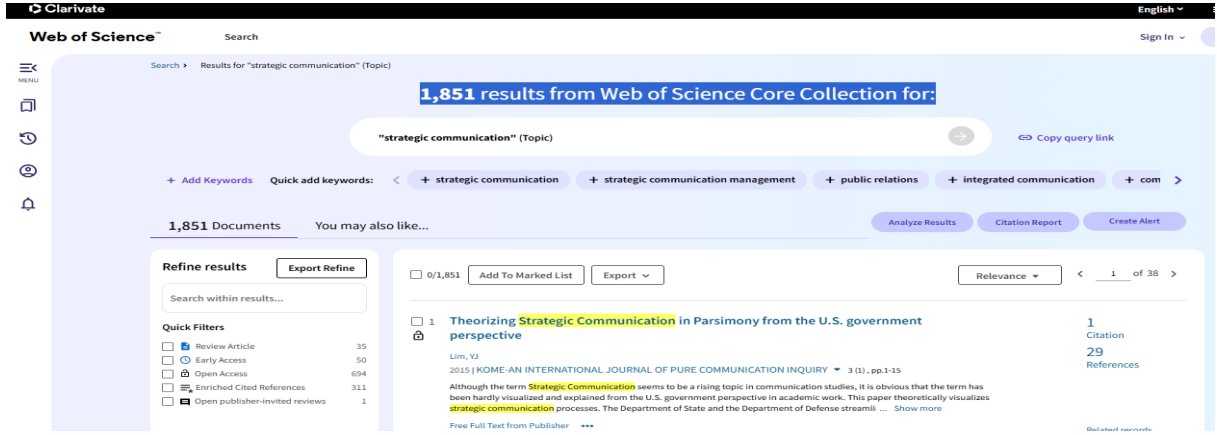 Clarivate
English
Web of Science™
Search
Sign In
MENU
Search > Results for "strategic communication" (Topic)
1,851 results from Web of Science Core Collection for:
"strategic communication" (Topic)
Copy query link
+ Add Keywords Quick add keywords: < + strategic communication + strategic communication management + public relations + integrated communication + com >
1,851 Documents You may also like...
Analyze Results Citation Report Create Alert
Refine results Export Refine
Search within results...
Quick Filters
Review Article 35
Early Access 50
Open Access 694
Enriched Cited References 311
Open publisher-invited reviews 1
0/1,851 Add To Marked List Export Relevance < 1 of 38 >
1 Theorizing Strategic Communication in Parsimony from the U.S. government
perspective
Lim, YJ
2015 | KOME-AN INTERNATIONAL JOURNAL OF PURE COMMUNICATION INQUIRY 3 (1) , pp.1-15
Although the term Strategic Communication seems to be a rising topic in communication studies, it is obvious that the term has
been hardly visualized and explained from the U.S. government perspective in academic work. This paper theoretically visualizes
strategic communication processes. The Department of State and the Department of Defense streamli ... Show more
Free Full Text from Publisher •••
1
Citation
29
References
Related records